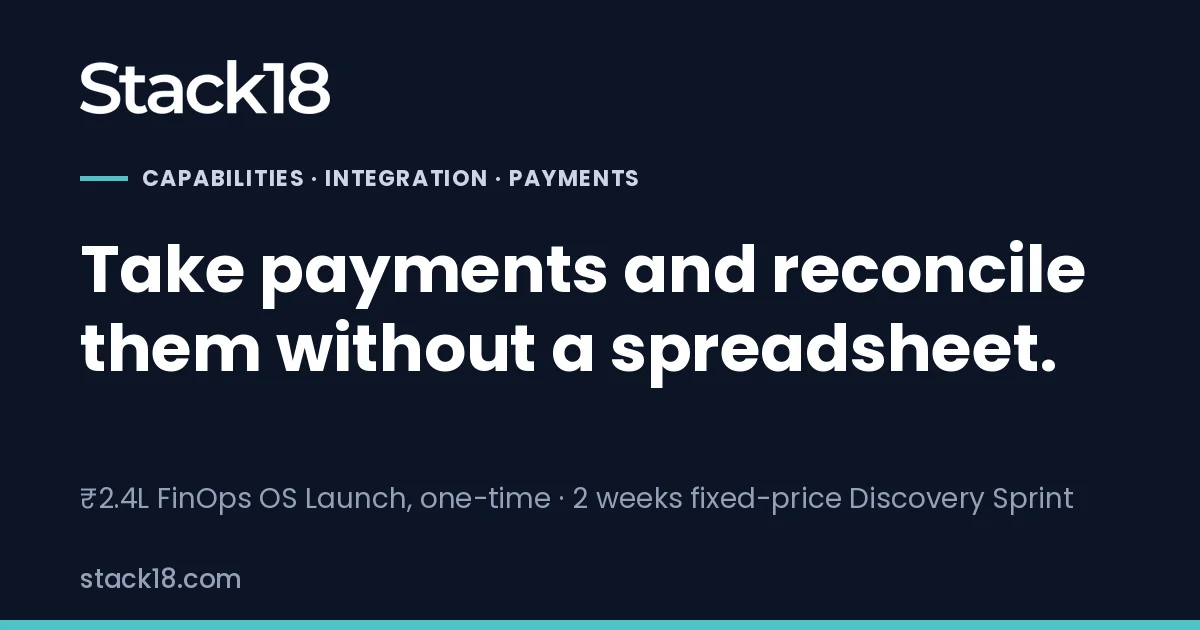 Stack18
CAPABILITIES · INTEGRATION · PAYMENTS
Take payments and reconcile
them without a spreadsheet.
₹2.4L FinOps OS Launch, one-time · 2 weeks fixed-price Discovery Sprint
stack18.com